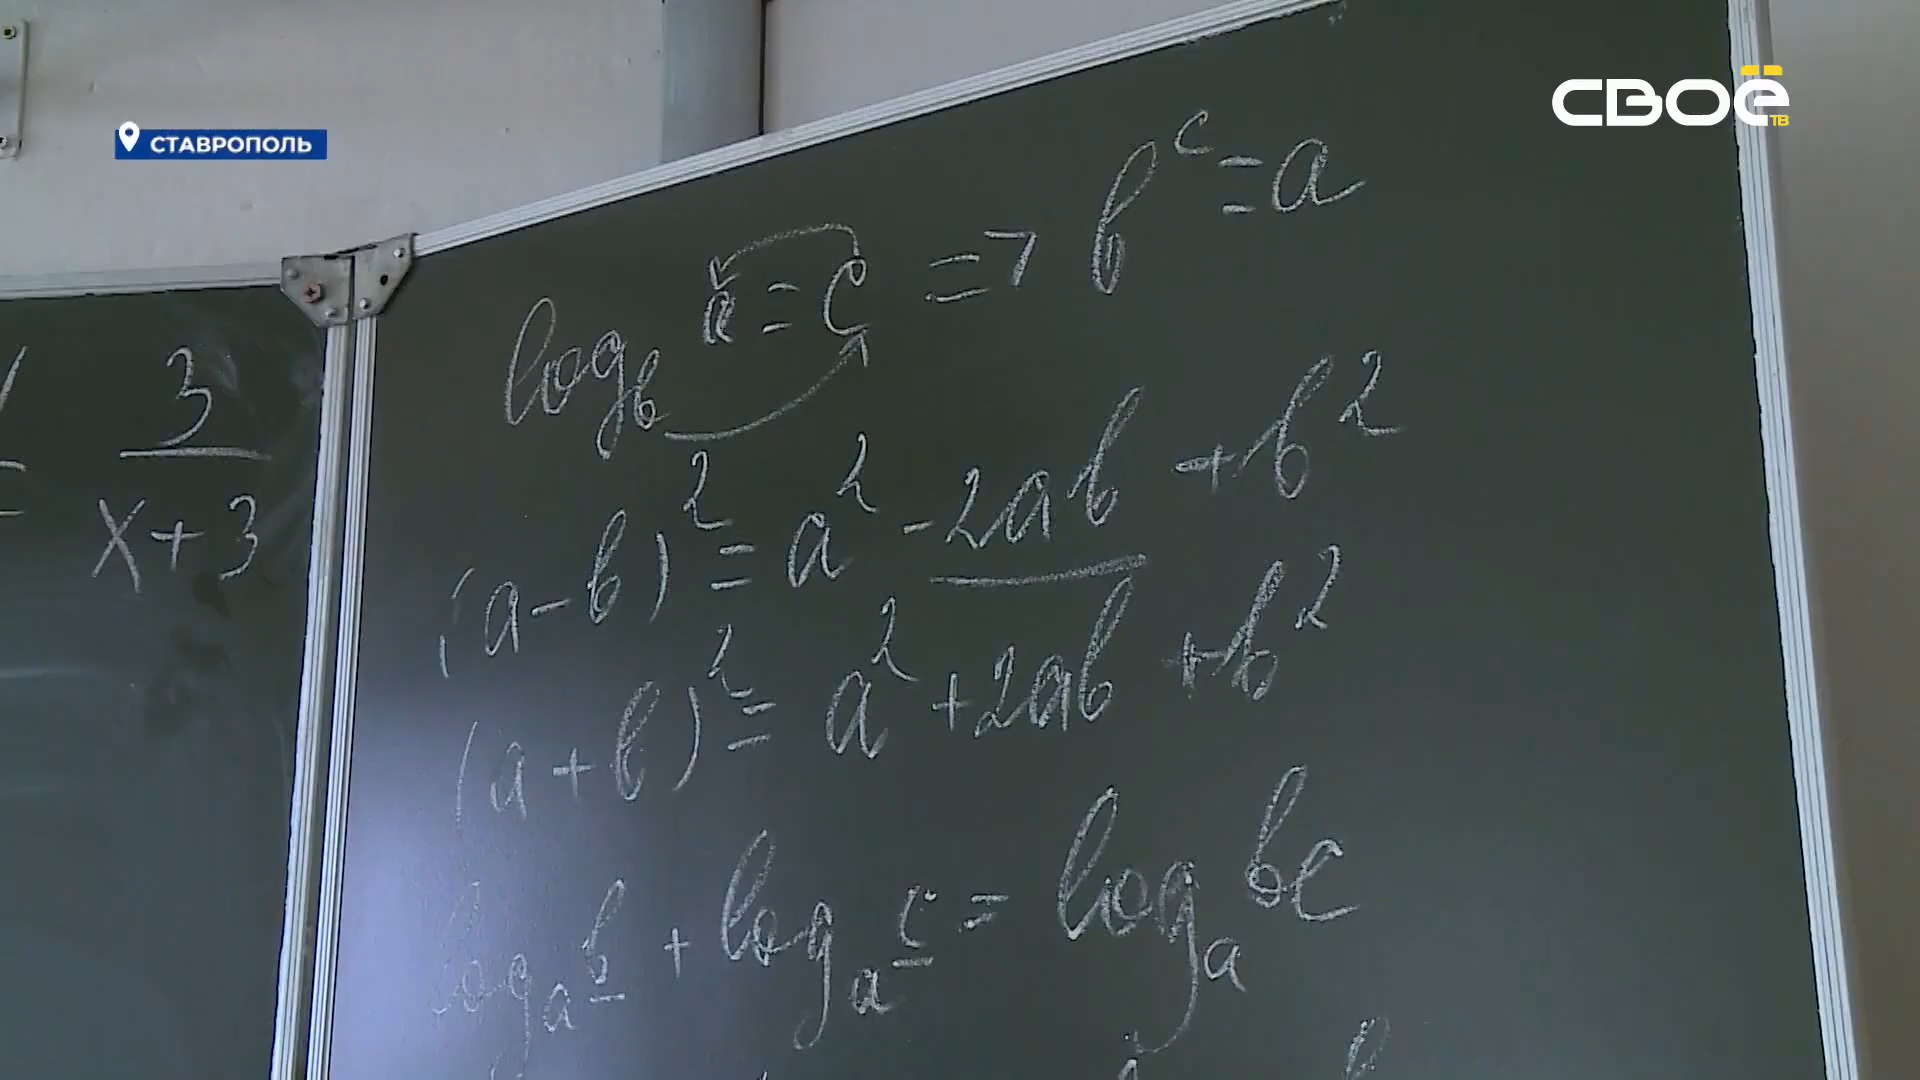 СТАВРОПОЛЬ
СВОЁ ТВ
3
x+3
log_b a = c => b^c = a
(a-b)^2 = a^2 - 2ab + b^2
(a+b)^2 = a^2 + 2ab + b^2
log_a b + log_a c = log_a bc